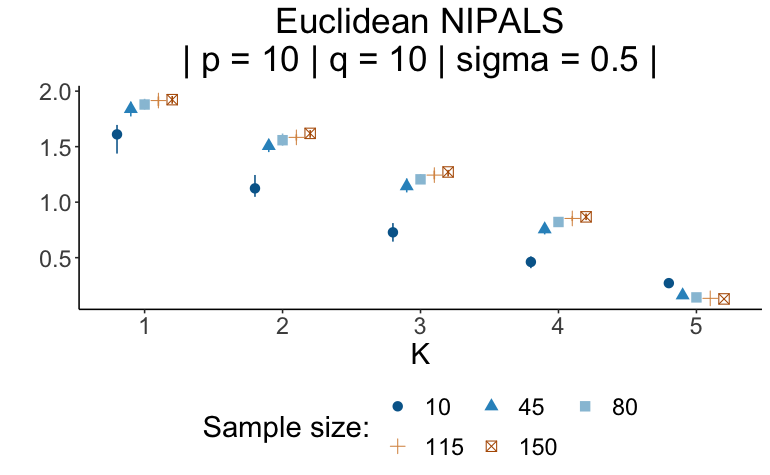 Euclidean NIPALS
| p = 10 | q = 10 | sigma = 0.5 |
2.0
1.5
1.0
0.5
1 2 3 4 5
K
Sample size:
10 45 80
115 150